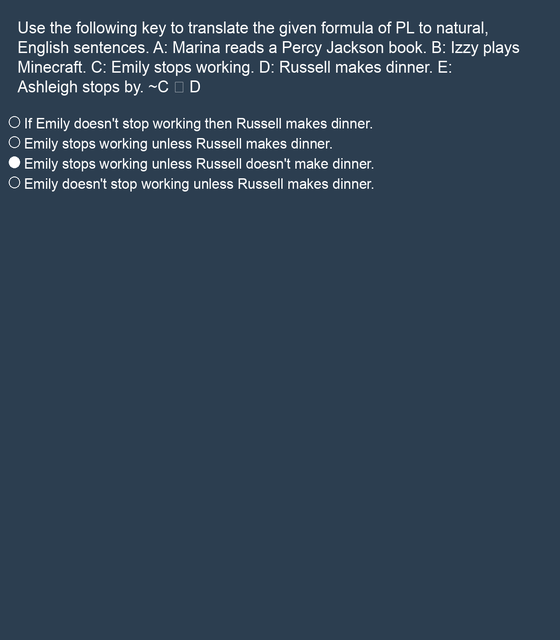 Use the following key to translate the given formula of PL to natural,
English sentences. A: Marina reads a Percy Jackson book. B: Izzy plays
Minecraft. C: Emily stops working. D: Russell makes dinner. E:
Ashleigh stops by. ~C □ D
If Emily doesn't stop working then Russell makes dinner.
Emily stops working unless Russell makes dinner.
Emily stops working unless Russell doesn't make dinner.
Emily doesn't stop working unless Russell makes dinner.